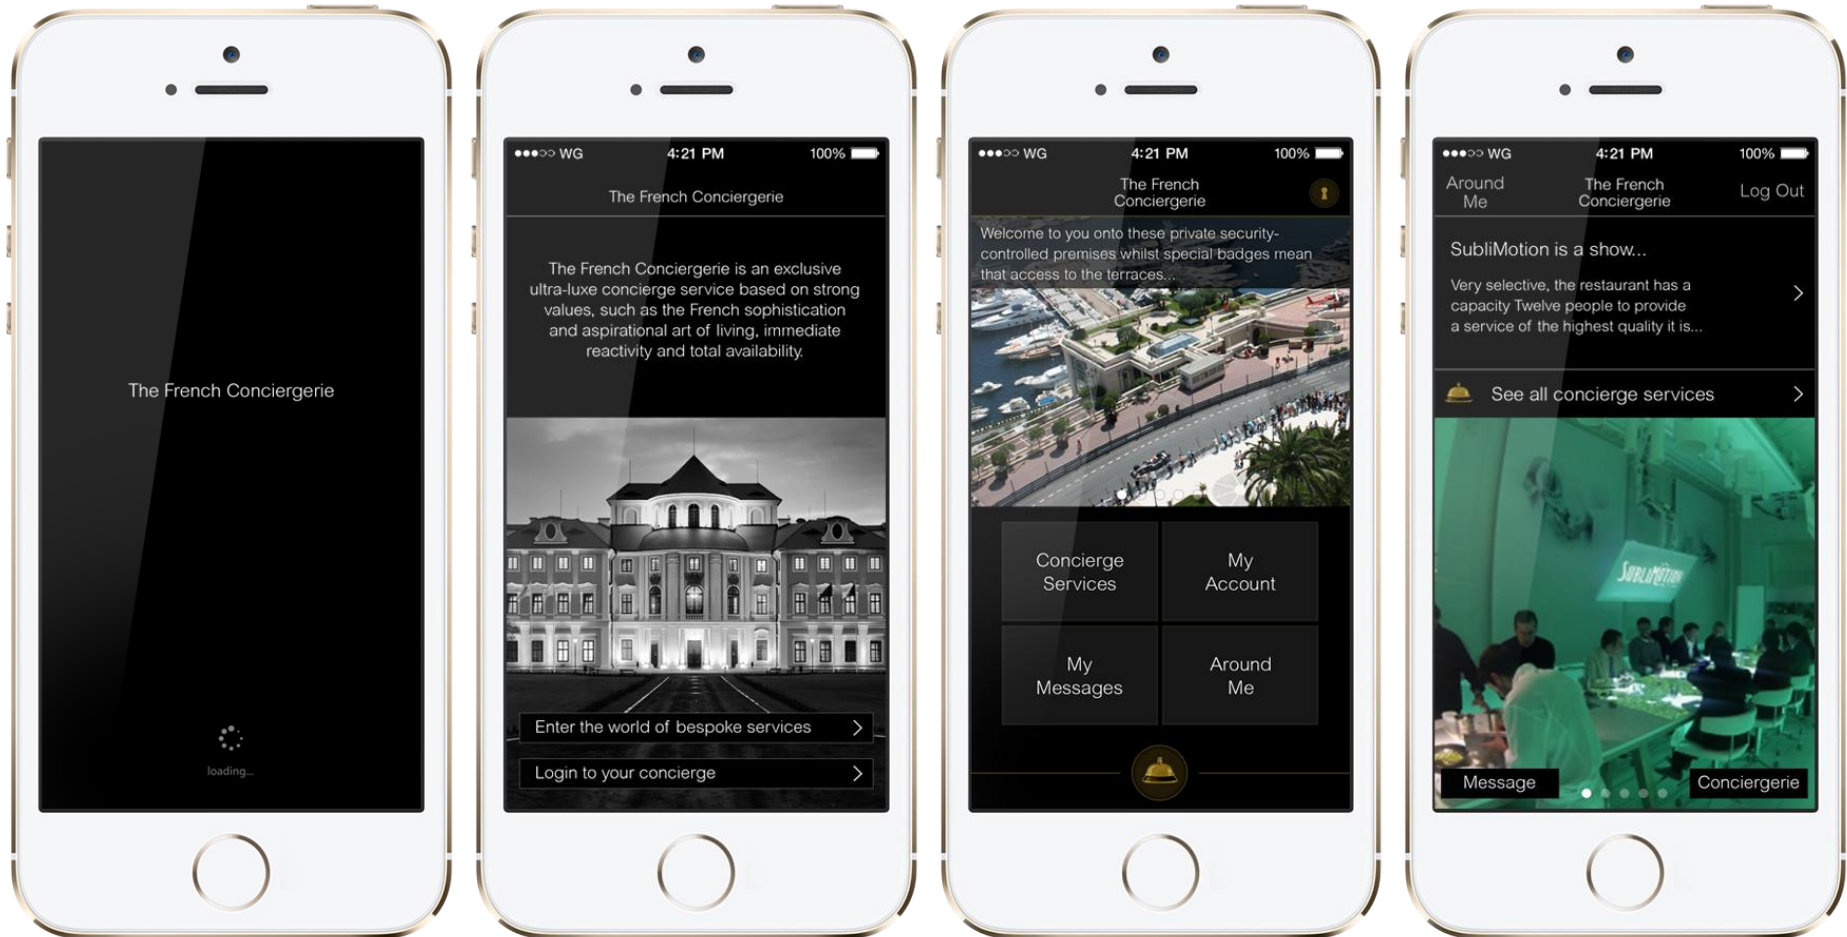 The French Conciergerie
loading...
WG
4:21 PM
100%
The French Conciergerie
The French Conciergerie is an exclusive
ultra-luxe concierge service based on strong
values, such as the French sophistication
and aspirational art of living, immediate
reactivity and total availability.
Enter the world of bespoke services
Login to your concierge
WG
4:21 PM
100%
The French
Conciergerie
Welcome to you onto these private security-
controlled premises whilst special badges mean
that access to the terraces...
Concierge
Services
My
Account
My
Messages
Around
Me
WG
4:21 PM
100%
Around
Me
The French
Conciergerie
Log Out
SubliMotion is a show...
Very selective, the restaurant has a
capacity Twelve people to provide
a service of the highest quality it is...
See all concierge services
SUBLIMOTION
Message
Conciergerie